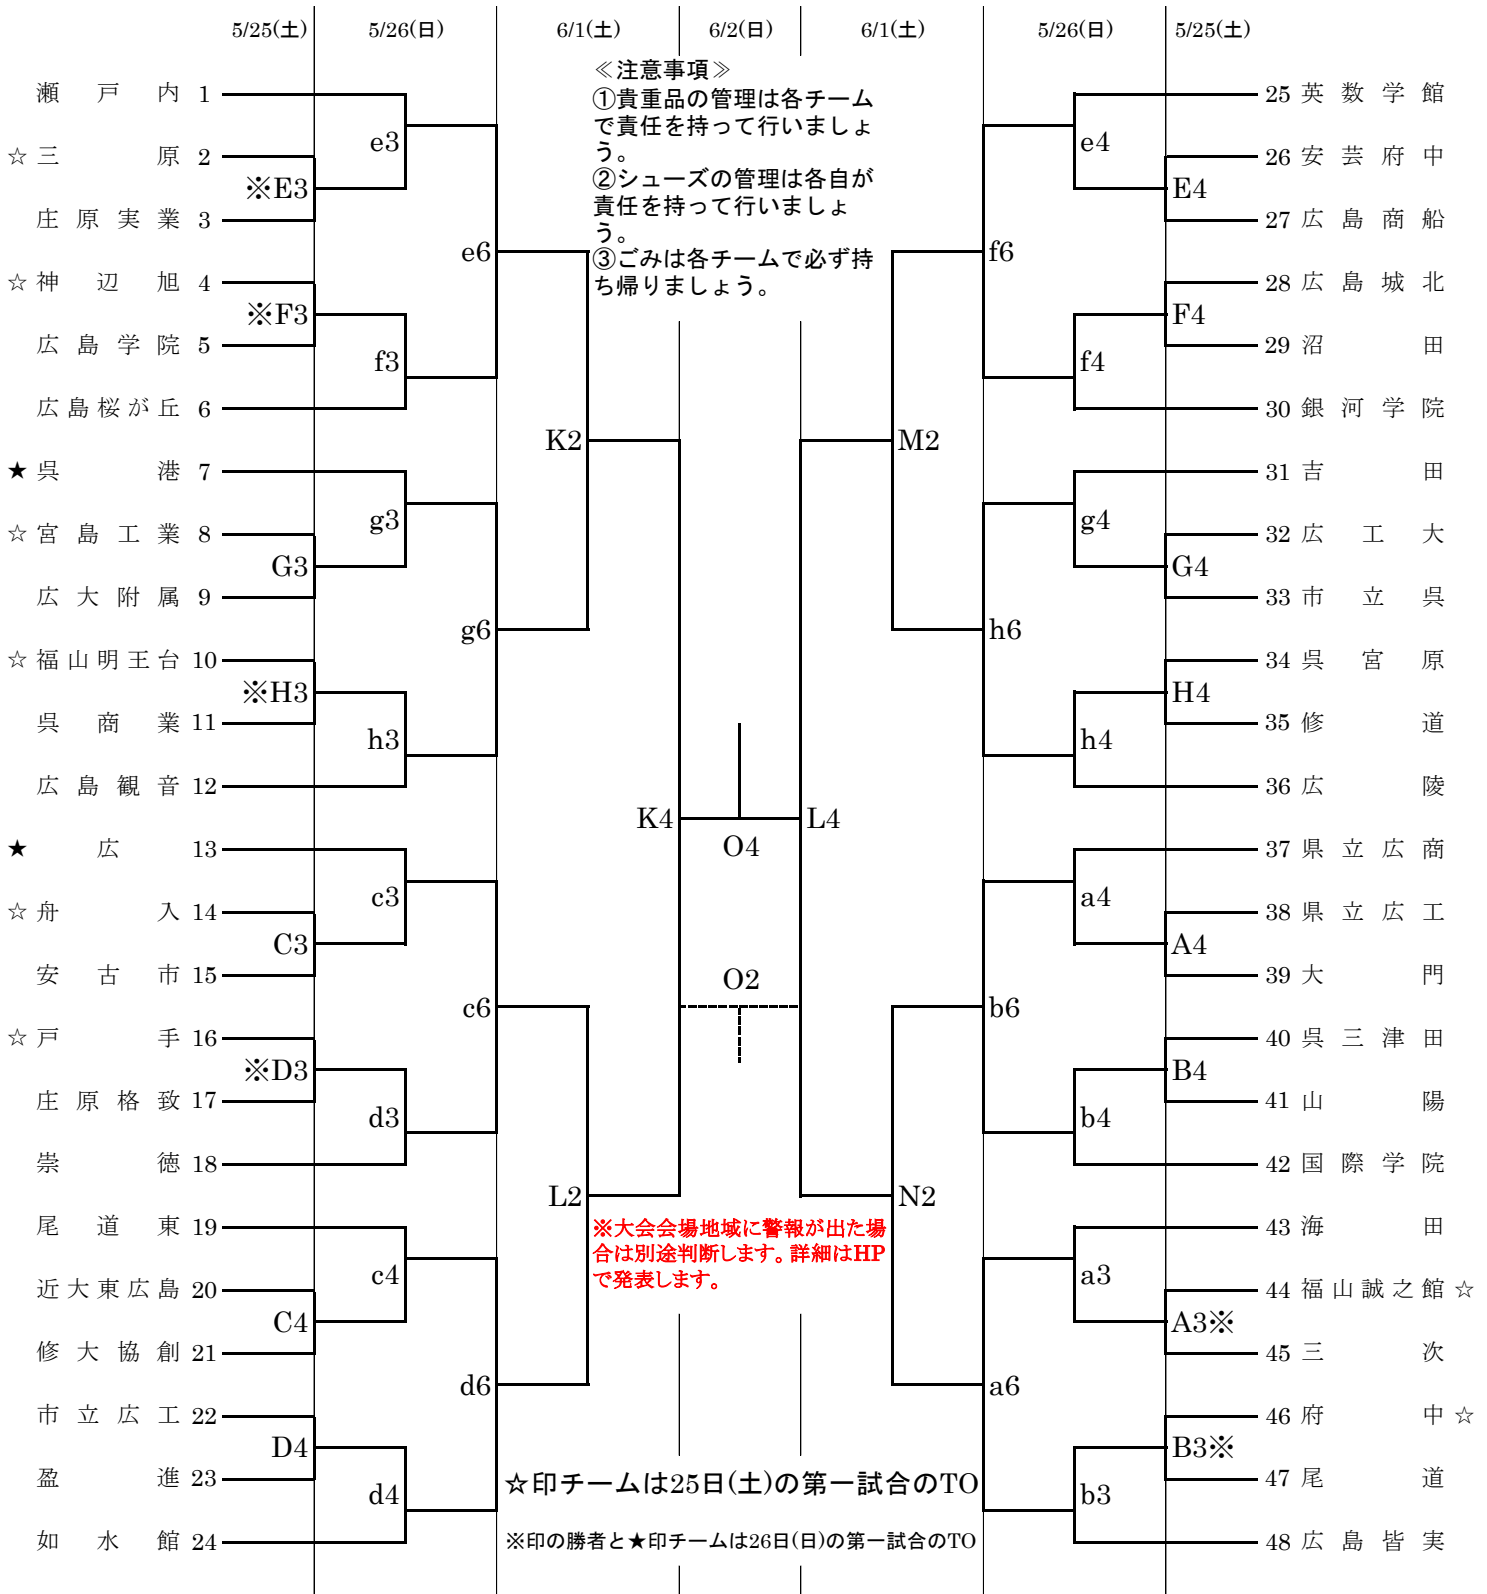 5/25(土) 5/26(日) 6/1(土) 6/2(日) 6/1(土) 5/26(日) 5/25(土)
≪注意事項≫
①貴重品の管理は各チーム
で責任を持って行いましょ
う。
②シューズの管理は各自が
責任を持って行いましょ
う。
③ごみは各チームで必ず持
ち帰りましょう。
瀬戸内 1
☆三原 2
庄原実業 3
☆神辺旭 4
広島学院 5
広島桜が丘 6
★呉港 7
☆宮島工業 8
広大附属 9
☆福山明王台 10
呉商業 11
広島観音 12
★広 13
☆舟入 14
安古市 15
☆戸手 16
庄原格致 17
崇徳 18
尾道東 19
近大東広島 20
修大協創 21
市立広工 22
盈進 23
如水館 24
※E3
※F3
G3
※H3
C3
※D3
C4
D4
e3
f3
g3
h3
c3
d3
c4
d4
e6
g6
c6
d6
K2
L2
K4
O4
O2
L4
M2
N2
f6
h6
b6
a6
e4
f4
g4
h4
a4
b4
a3
b3
E4
F4
G4
H4
A4
B4
A3※
B3※
25 英数学館
26 安芸府中
27 広島商船
28 広島城北
29 沼田
30 銀河学院
31 吉田
32 広工大
33 市立呉
34 呉宮原
35 修道
36 広陵
37 県立広商
38 県立広工
39 大門
40 呉三津田
41 山陽
42 国際学院
43 海田
44 福山誠之館☆
45 三次
46 府中☆
47 尾道
48 広島皆実
※大会会場地域に警報が出た場
合は別途判断します。詳細はHP
で発表します。
☆印チームは25日(土)の第一試合のTO
※印の勝者と★印チームは26日(日)の第一試合のTO